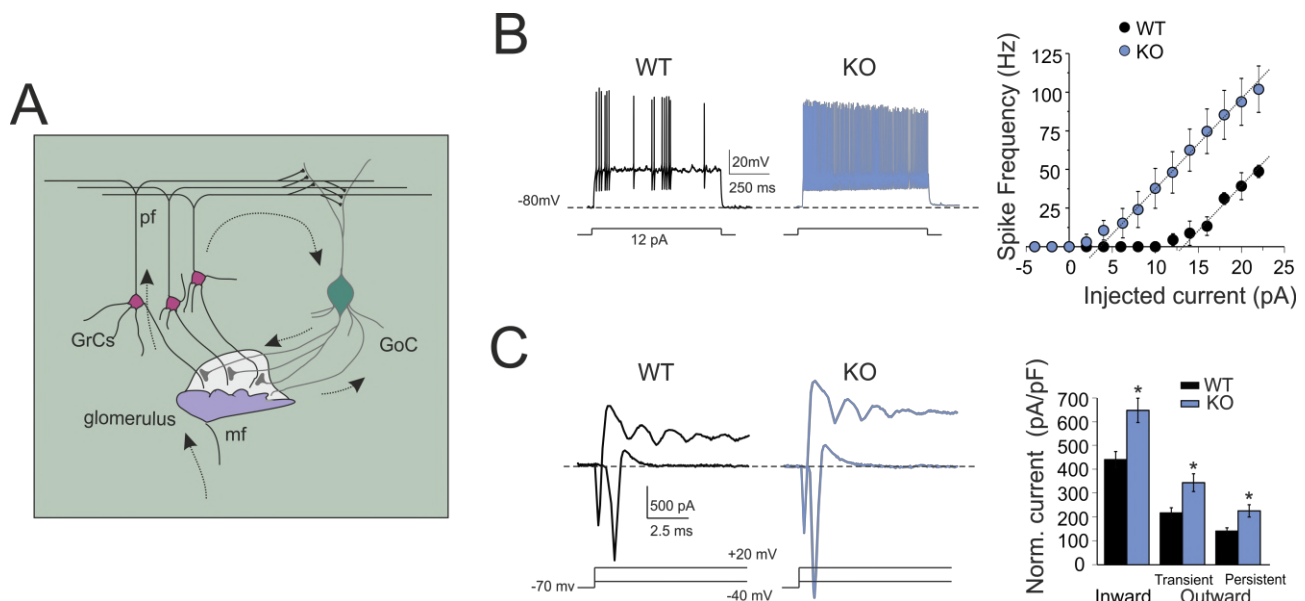 A
pf
GrCs
GoC
glomerulus
mf
B
WT
KO
20mV
250 ms
-80mV
12 pA
WT
KO
Spike Frequency (Hz)
125
100
75
50
25
-5 0 5 10 15 20 25
Injected current (pA)
C
WT
KO
500 pA
2.5 ms
+20 mV
-70 mv
-40 mV
WT
KO
Norm. current (pA/pF)
700
600
500
400
300
200
100
0
* * *
Transient Persistent
Inward Outward